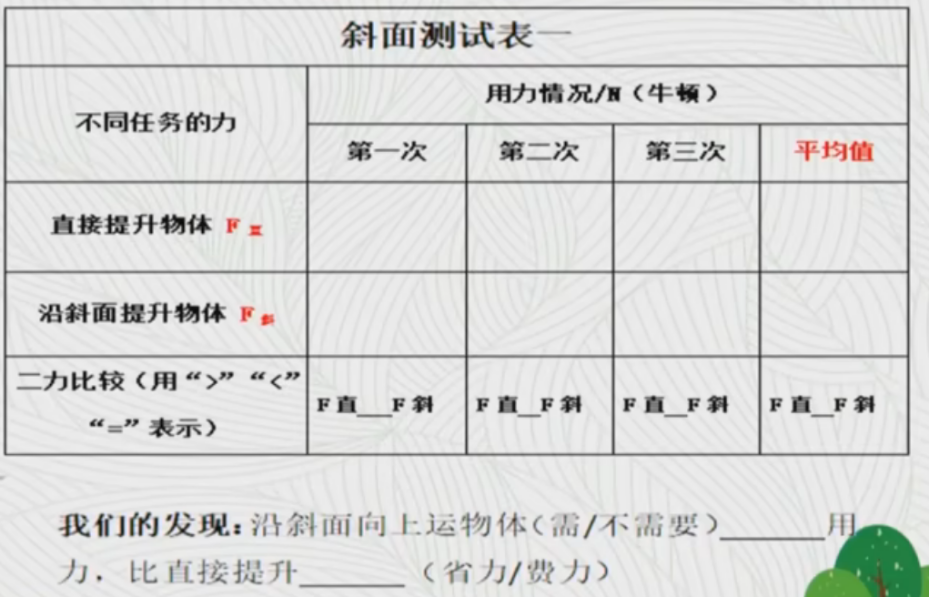 斜面测试表一
不同任务的力
用力情况/N（牛顿）
第一次 第二次 第三次 平均值
直接提升物体 F直
沿斜面提升物体 F斜
二力比较（用“>”“<”
“=”表示）
F直__F斜 F直__F斜 F直__F斜 F直__F斜
我们的发现：沿斜面向上运物体（需/不需要）______用
力，比直接提升______（省力/费力）